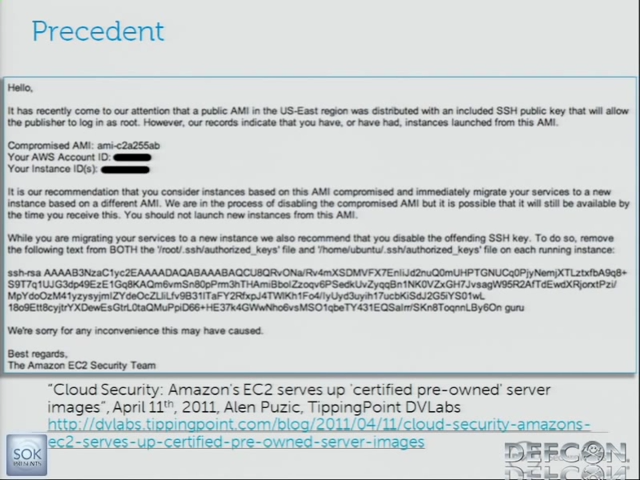 Precedent
Hello,
It has recently come to our attention that a public AMI in the US-East region was distributed with an included SSH public key that will allow
the publisher to log in as root. However, our records indicate that you have, or have had, instances launched from this AMI.
Compromised AMI: ami-c2a255ab
Your AWS Account ID:
Your Instance ID(s):
It is our recommendation that you consider instances based on this AMI compromised and immediately migrate your services to a new
instance based on a different AMI. We are in the process of disabling the compromised AMI but it is possible that it will still be available by
the time you receive this. You should not launch new instances from this AMI.
While you are migrating your services to a new instance we also recommend that you disable the offending SSH key. To do so, remove
the following text from BOTH the '/root/.ssh/authorized_keys' file and '/home/ubuntu/.ssh/authorized_keys' file on each running instance:
ssh-rsa
guru
We're sorry for any inconvenience this may have caused.
Best regards,
The Amazon EC2 Security Team
"Cloud Security: Amazon's EC2 serves up 'certified pre-owned' server
images", April 11th, 2011, Alen Puzic, TippingPoint DVLabs
http://dvlabs.tippingpoint.com/blog/2011/04/11/cloud-security-amazons-
ec2-serves-up-certified-pre-owned-server-images
SOK
PRESENTS
DEFCON